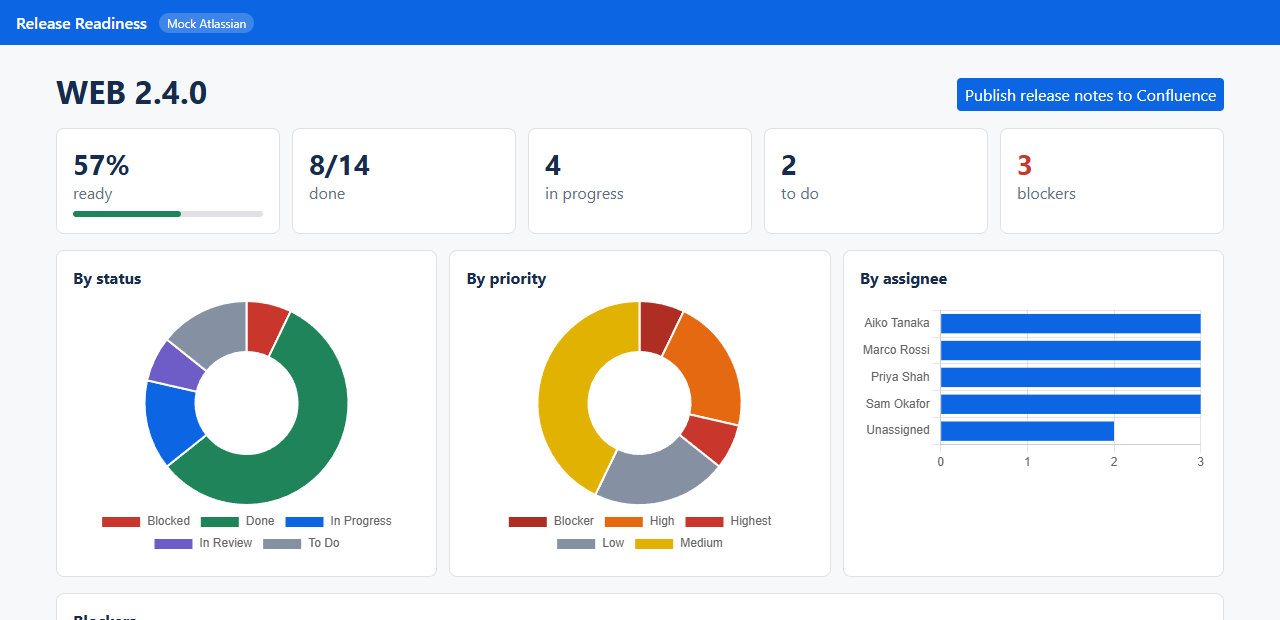 Release Readiness Mock Atlassian
WEB 2.4.0
Publish release notes to Confluence
57%
ready
8/14
done
4
in progress
2
to do
3
blockers
By status
Blocked Done In Progress
In Review To Do
By priority
Blocker High Highest
Low Medium
By assignee
Aiko Tanaka
Marco Rossi
Priya Shah
Sam Okafor
Unassigned
0 1 2 3
Blockers